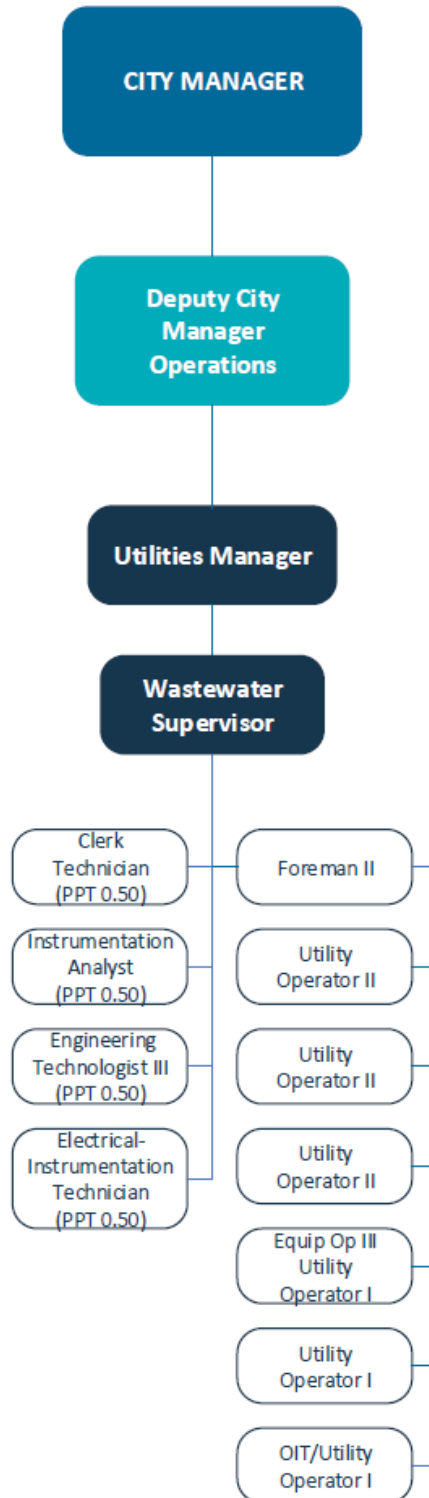 CITY MANAGER
Deputy City
Manager
Operations
Utilities Manager
Wastewater
Supervisor
Clerk
Technician
(PPT 0.50)
Foreman II
Instrumentation
Analyst
(PPT 0.50)
Utility
Operator II
Engineering
Technologist III
(PPT 0.50)
Utility
Operator II
Electrical-
Instrumentation
Technician
(PPT 0.50)
Utility
Operator II
Equip Op III
Utility
Operator I
Utility
Operator I
OIT/Utility
Operator I